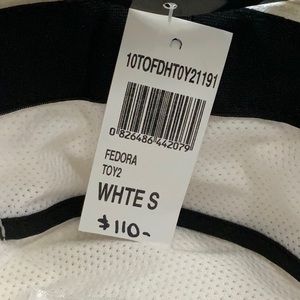 10TOFDHT0Y21191
0 826486 442079
FEDORA
TOY2
WHTE S
$110-